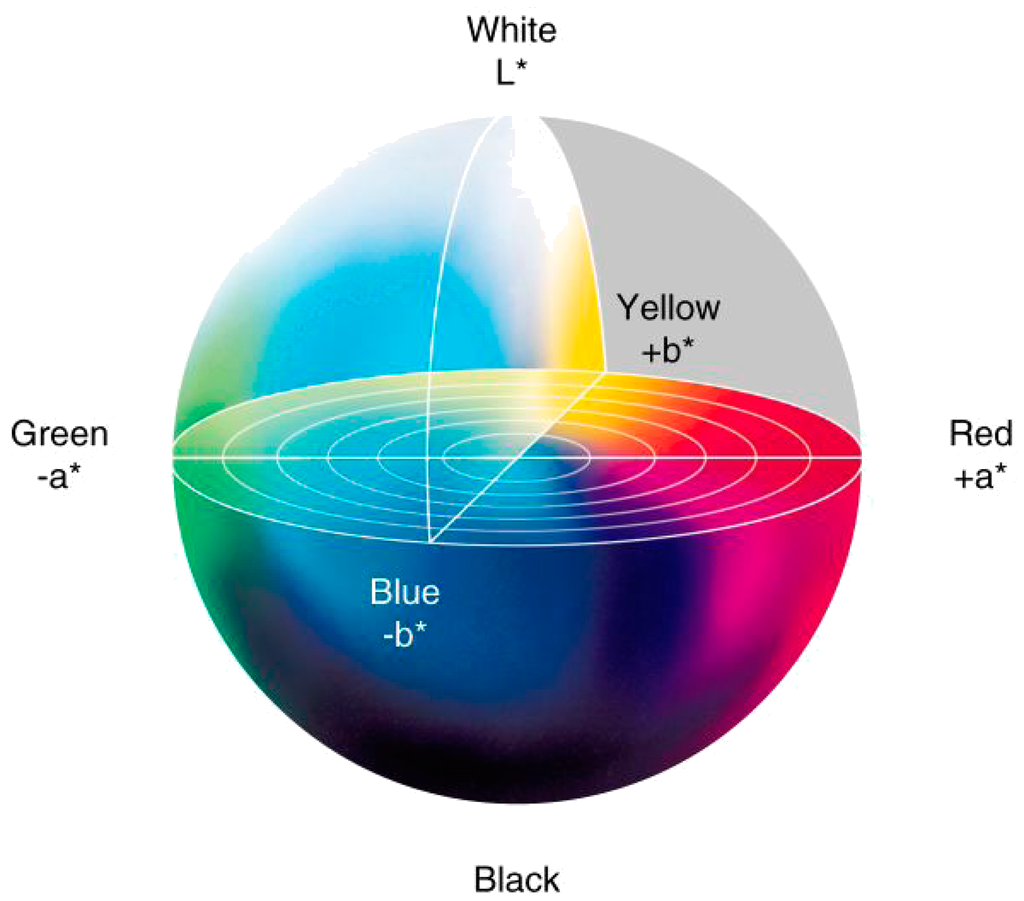 White
L*
Yellow
+b*
Green
-a*
Red
+a*
Blue
-b*
Black